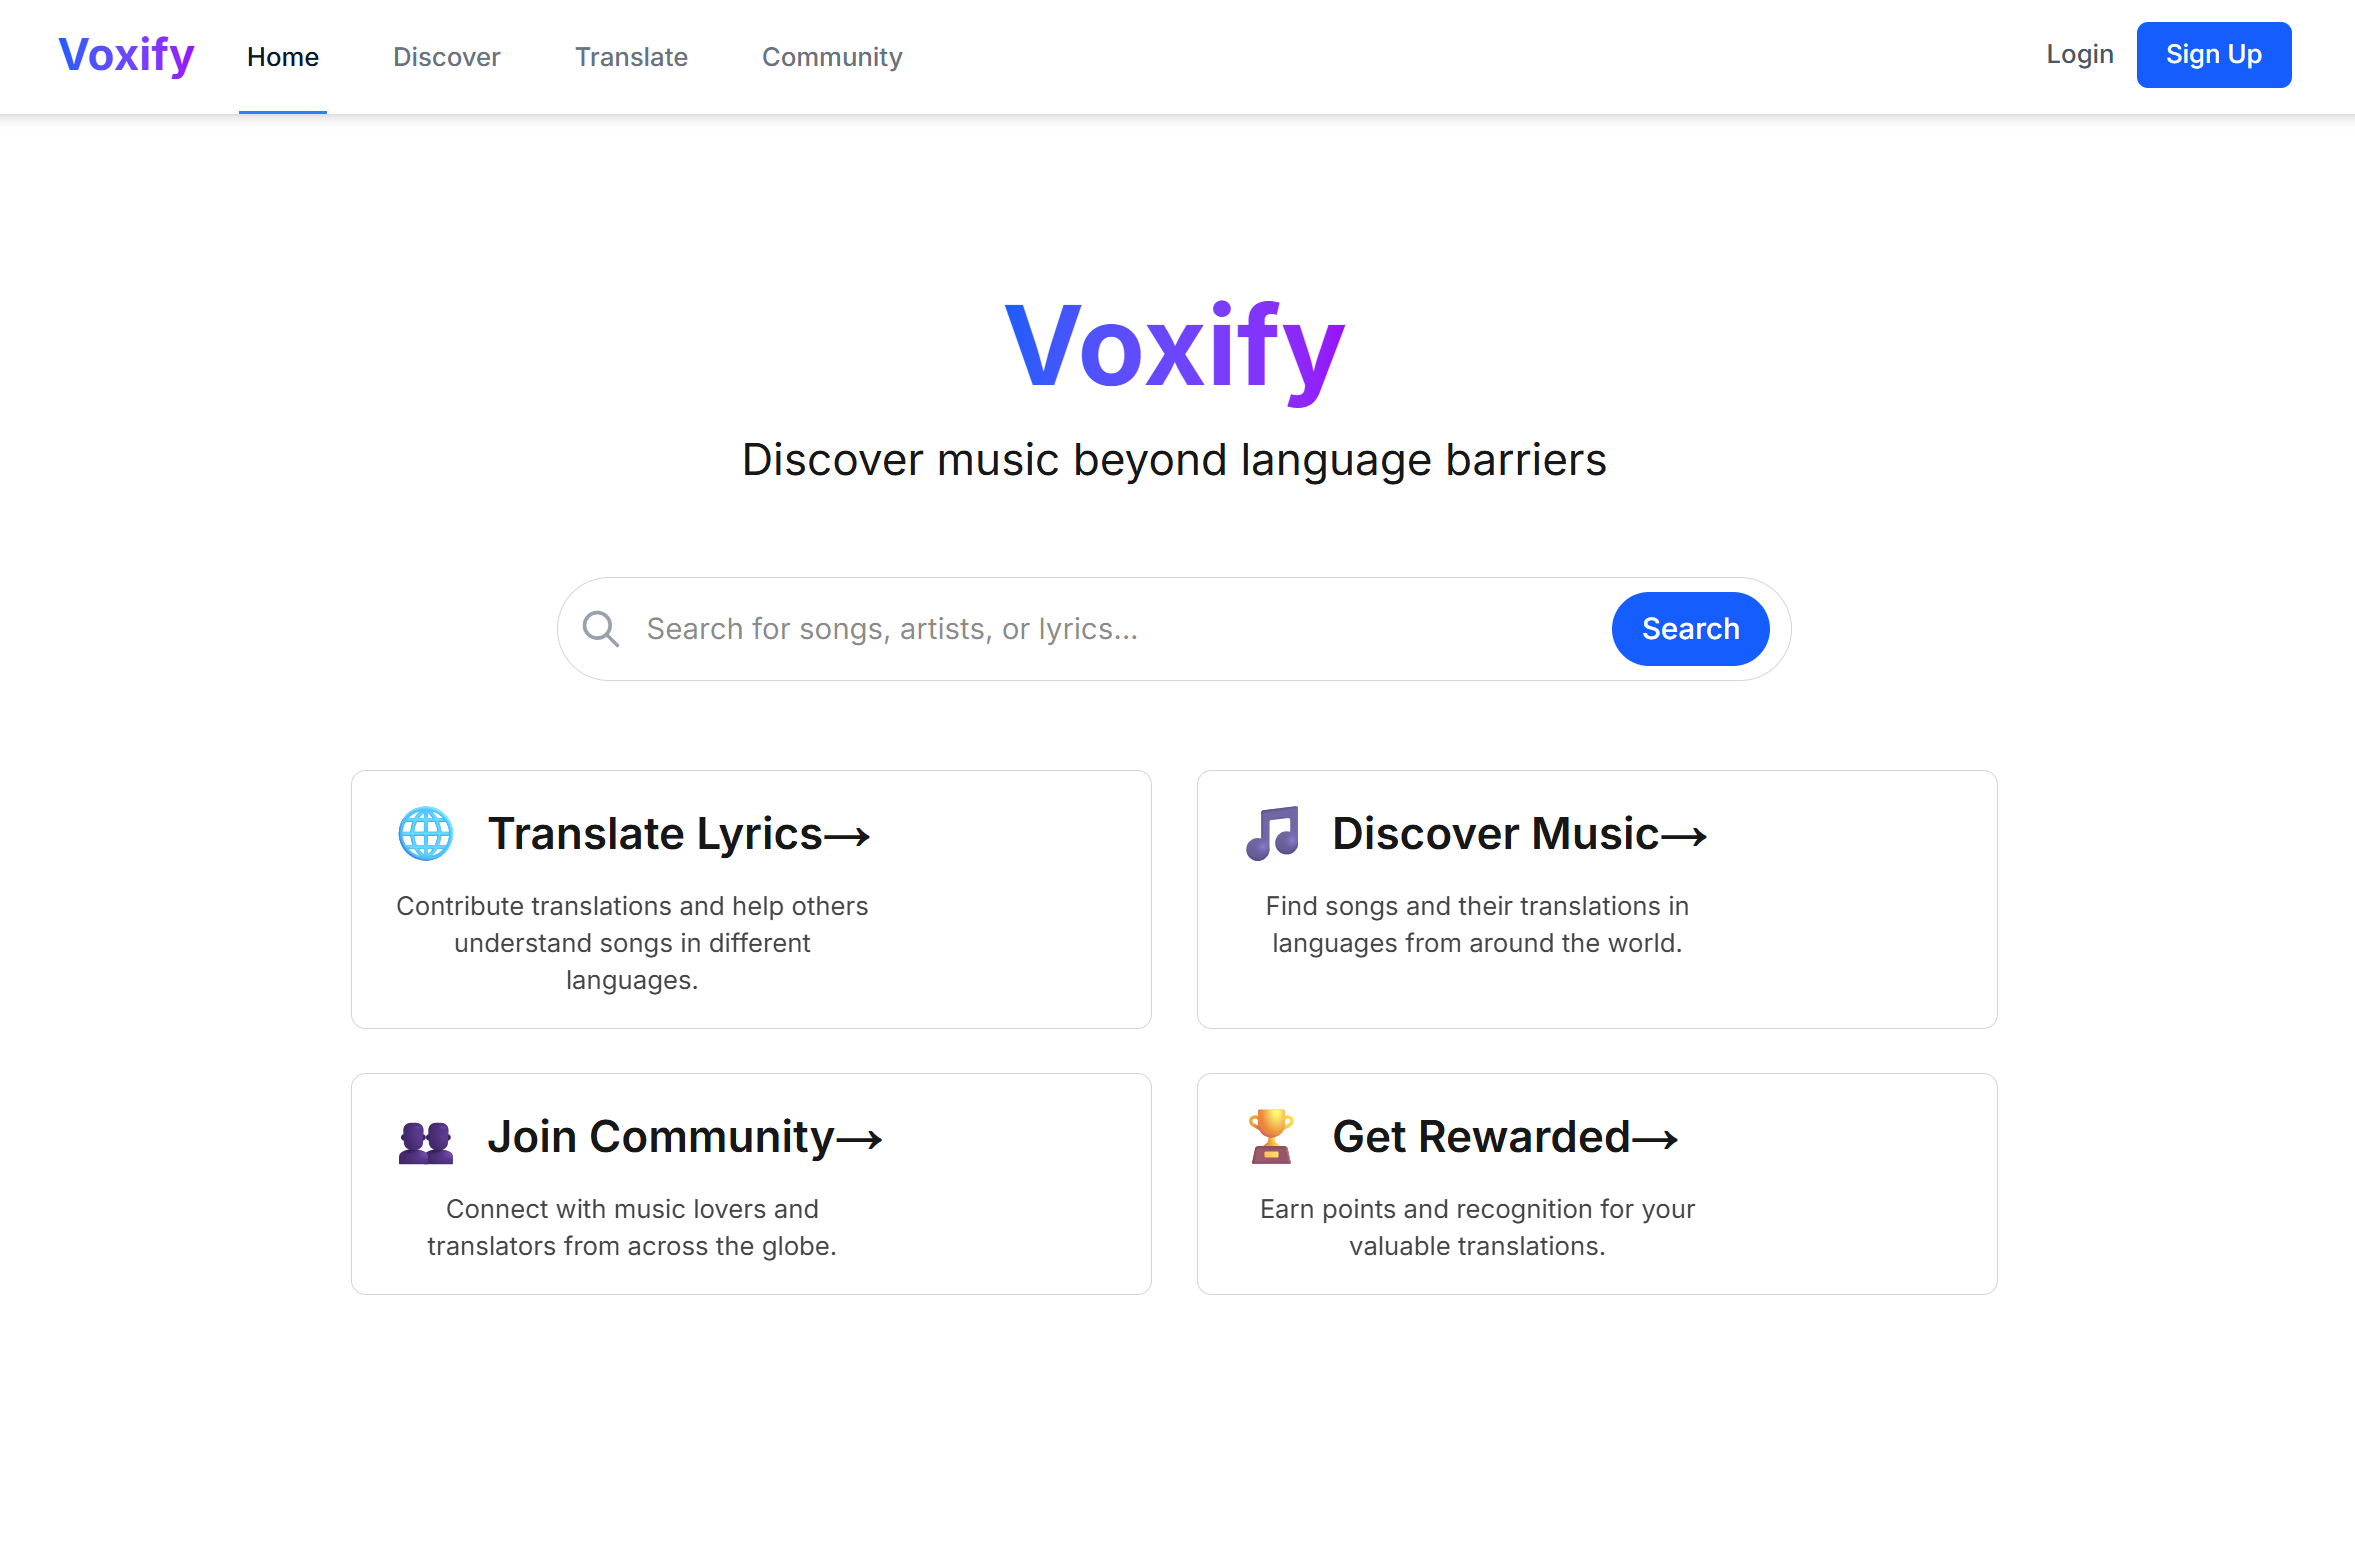 Voxify
Home
Discover
Translate
Community
Login
Sign Up
Voxify
Discover music beyond language barriers
Search for songs, artists, or lyrics...
Search
Translate Lyrics→
Contribute translations and help others
understand songs in different
languages.
Discover Music→
Find songs and their translations in
languages from around the world.
Join Community→
Connect with music lovers and
translators from across the globe.
Get Rewarded→
Earn points and recognition for your
valuable translations.